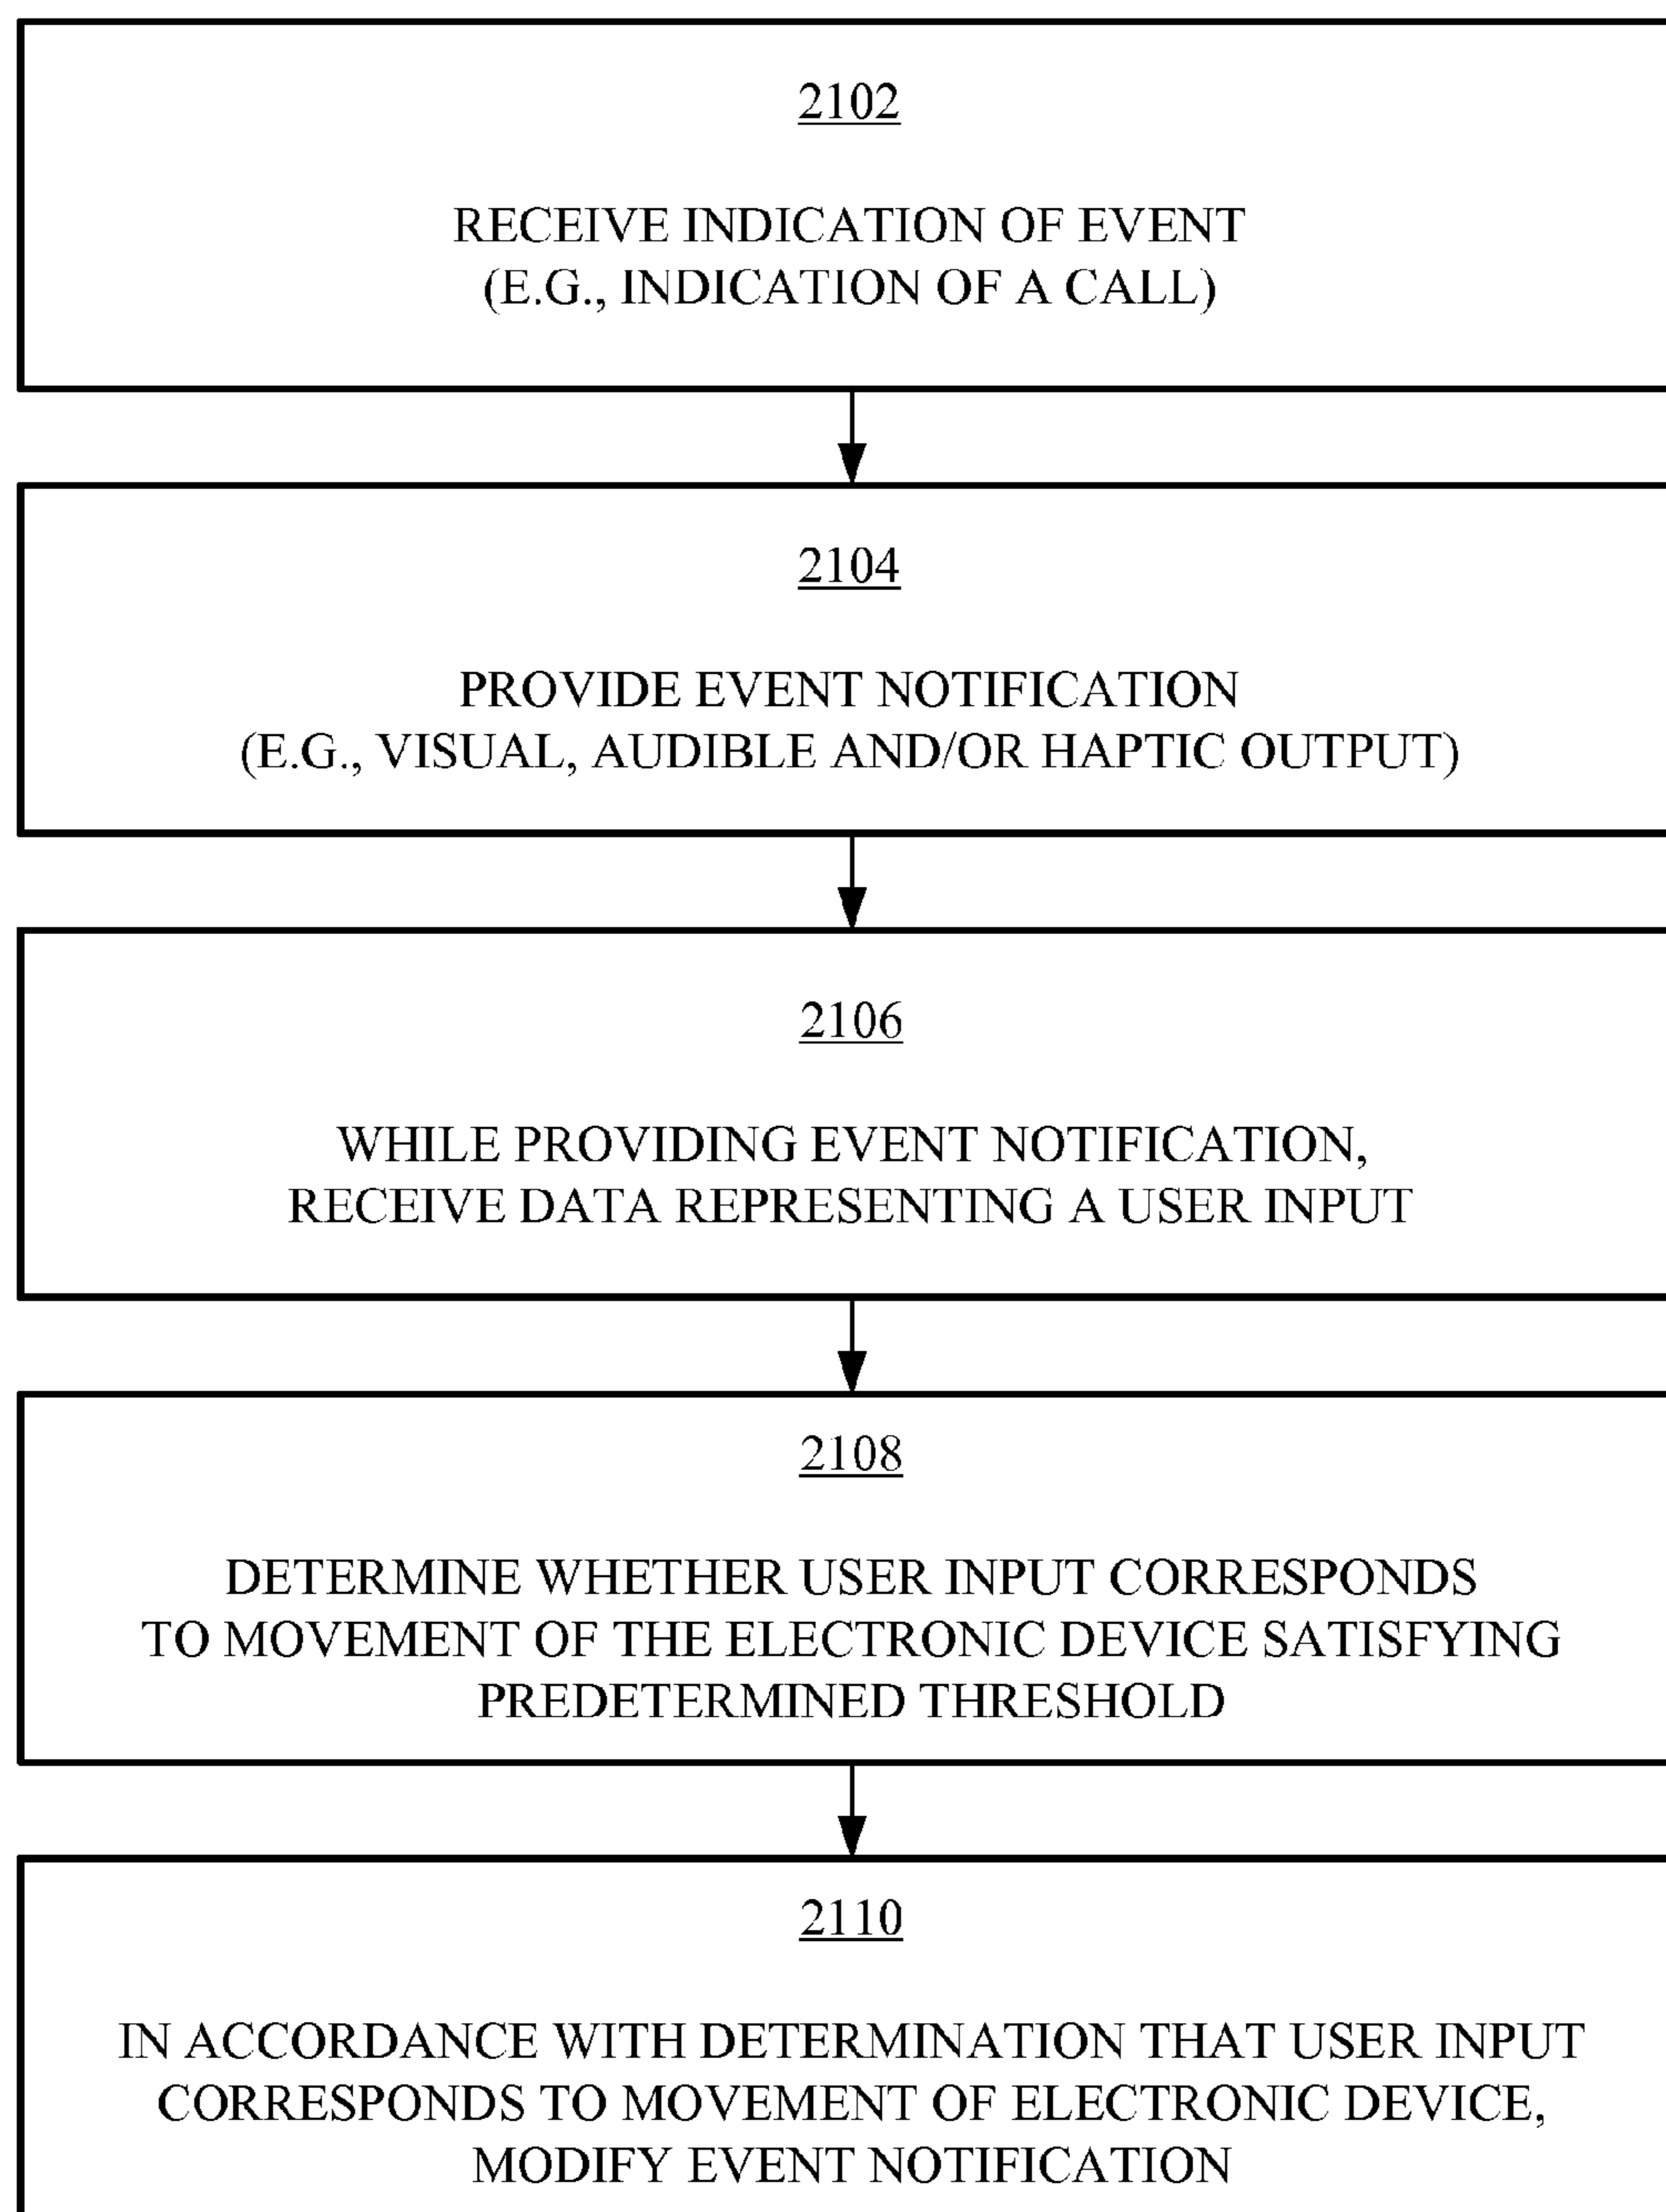 2102
RECEIVE INDICATION OF EVENT
(E.G., INDICATION OF A CALL)
2104
PROVIDE EVENT NOTIFICATION
(E.G., VISUAL, AUDIBLE AND/OR HAPTIC OUTPUT)
2106
WHILE PROVIDING EVENT NOTIFICATION,
RECEIVE DATA REPRESENTING A USER INPUT
2108
DETERMINE WHETHER USER INPUT CORRESPONDS
TO MOVEMENT OF THE ELECTRONIC DEVICE SATISFYING
PREDETERMINED THRESHOLD
2110
IN ACCORDANCE WITH DETERMINATION THAT USER INPUT
CORRESPONDS TO MOVEMENT OF ELECTRONIC DEVICE,
MODIFY EVENT NOTIFICATION